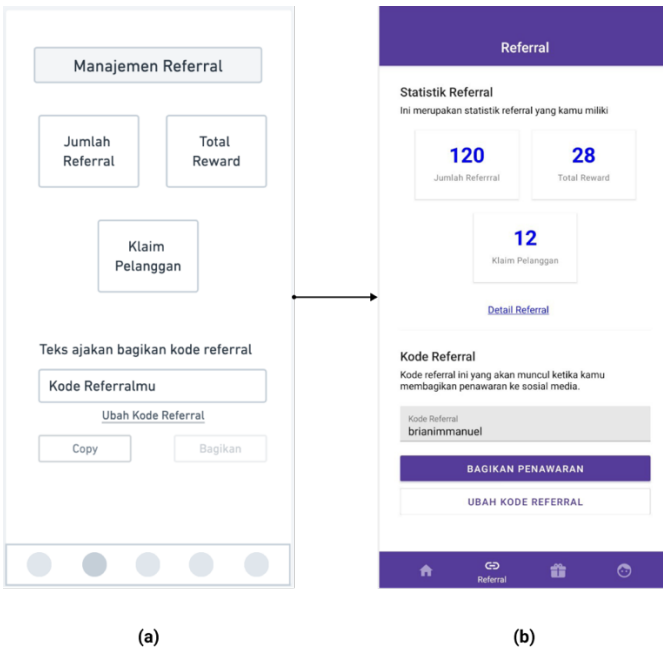 Manajemen Referral
Jumlah
Referral
Total
Reward
Klaim
Pelanggan
Teks ajakan bagikan kode referral
Kode Referralmu
Ubah Kode Referral
Copy
Bagikan
(a)
Referral
Statistik Referral
Ini merupakan statistik referral yang kamu miliki
120
Jumlah Referrral
28
Total Reward
12
Klaim Pelanggan
Detail Referral
Kode Referral
Kode referral ini yang akan muncul ketika kamu
membagikan penawaran ke sosial media.
Kode Referral
brianimmanuel
BAGIKAN PENAWARAN
UBAH KODE REFERRAL
Referral
(b)